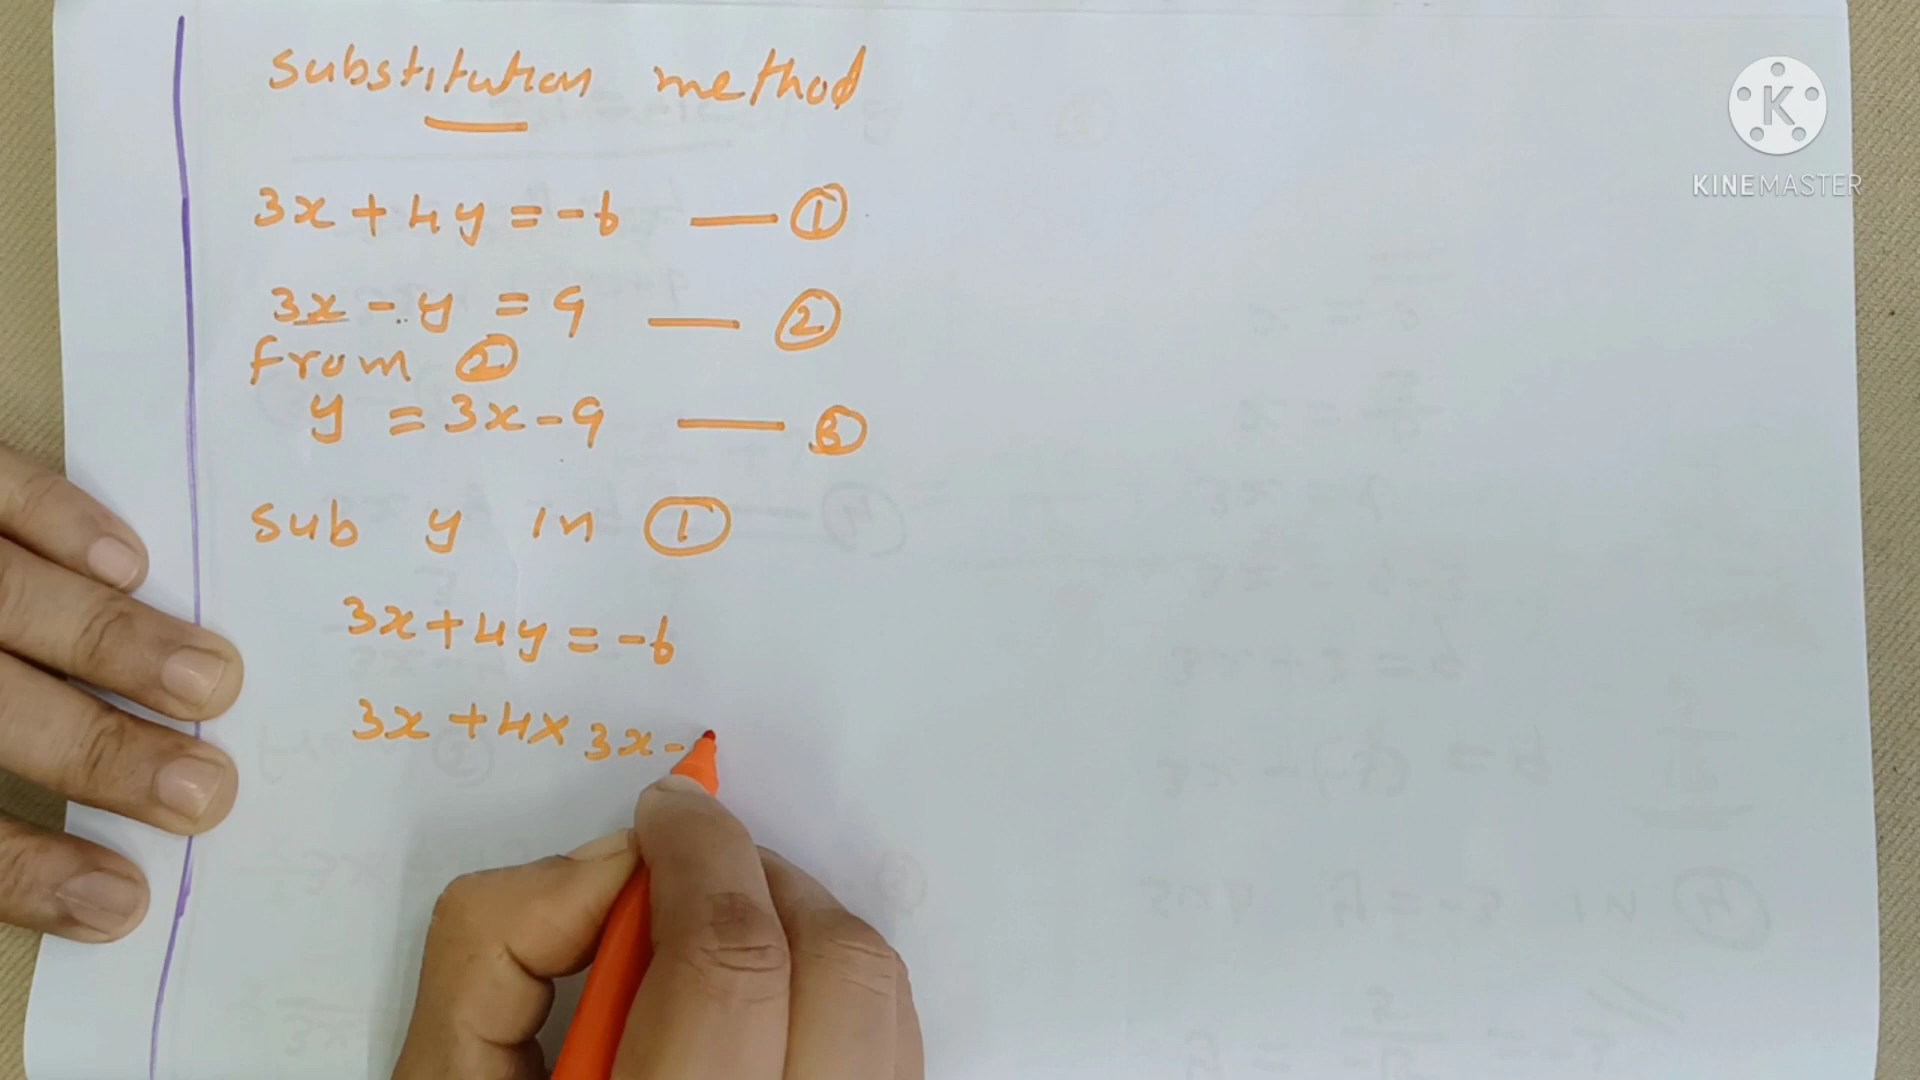 substitution method
K
KINEMASTER
3x + 4y = -6 — ①
3x - y = 9 — ②
from ②
y = 3x - 9 — ③
sub y in ①
3x + 4y = -6
3x + 4× 3x -